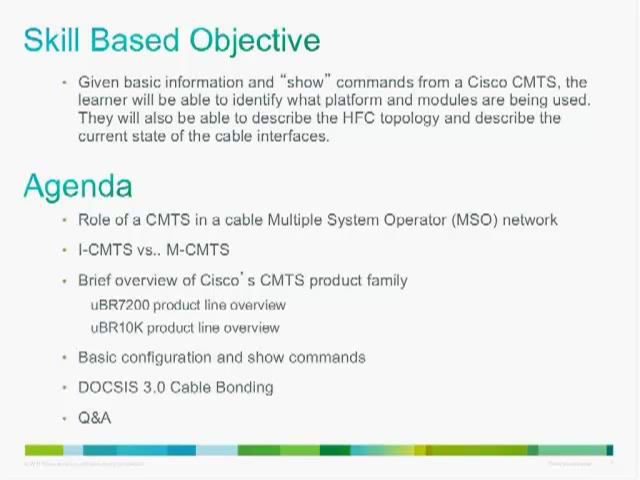 Skill Based Objective
• Given basic information and “show” commands from a Cisco CMTS, the
learner will be able to identify what platform and modules are being used.
They will also be able to describe the HFC topology and describe the
current state of the cable interfaces.
Agenda
• Role of a CMTS in a cable Multiple System Operator (MSO) network
• I-CMTS vs.. M-CMTS
• Brief overview of Cisco’s CMTS product family
uBR7200 product line overview
uBR10K product line overview
• Basic configuration and show commands
• DOCSIS 3.0 Cable Bonding
• Q&A